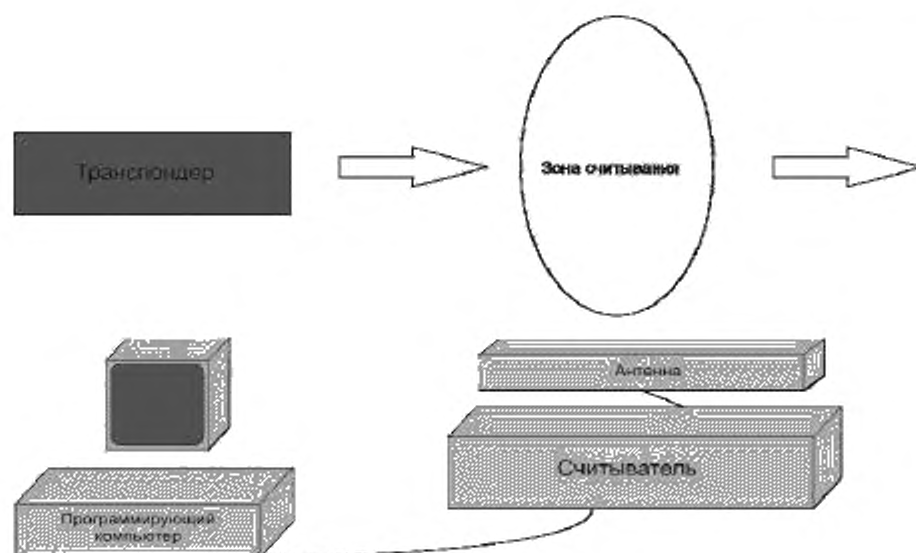 Транспондер
Зона считывания
Антенна
Считыватель
Программирующий
компьютер